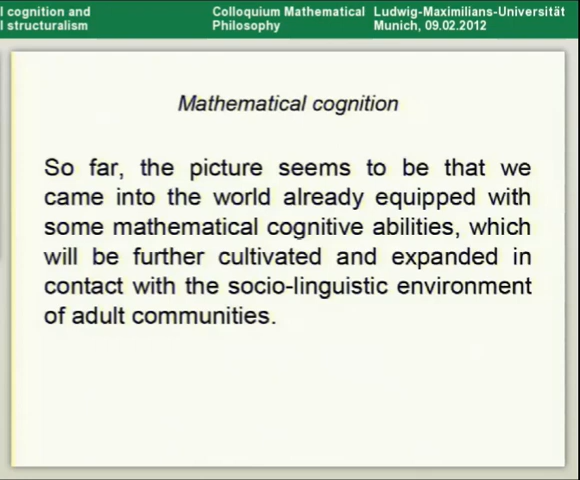 l cognition and
l structuralism
Colloquium Mathematical
Philosophy
Ludwig-Maximilians-Universität
Munich, 09.02.2012
Mathematical cognition
So far, the picture seems to be that we
came into the world already equipped with
some mathematical cognitive abilities, which
will be further cultivated and expanded in
contact with the socio-linguistic environment
of adult communities.